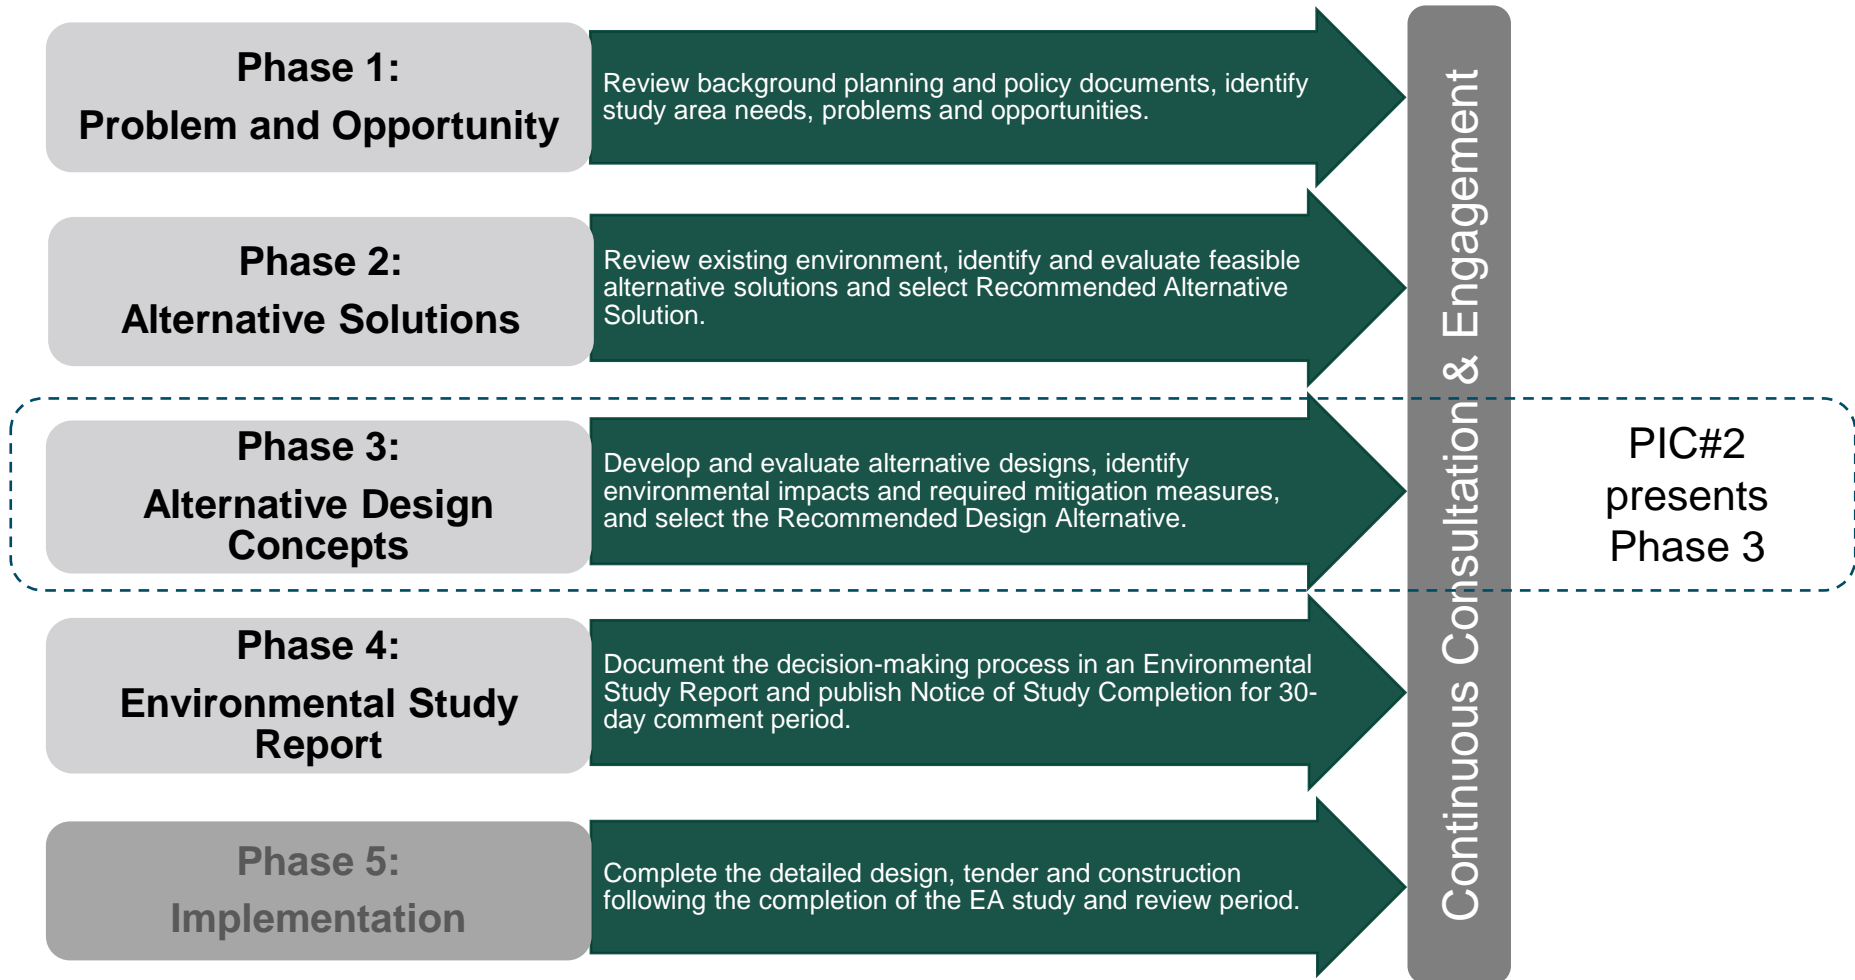 Phase 1:
Problem and Opportunity
Review background planning and policy documents, identify
study area needs, problems and opportunities.
Phase 2:
Alternative Solutions
Review existing environment, identify and evaluate feasible
alternative solutions and select Recommended Alternative
Solution.
Phase 3:
Alternative Design
Concepts
Develop and evaluate alternative designs, identify
environmental impacts and required mitigation measures,
and select the Recommended Design Alternative.
Phase 4:
Environmental Study
Report
Document the decision-making process in an Environmental
Study Report and publish Notice of Study Completion for 30-
day comment period.
Phase 5:
Implementation
Complete the detailed design, tender and construction
following the completion of the EA study and review period.
Continuous Consultation & Engagement
PIC#2
presents
Phase 3